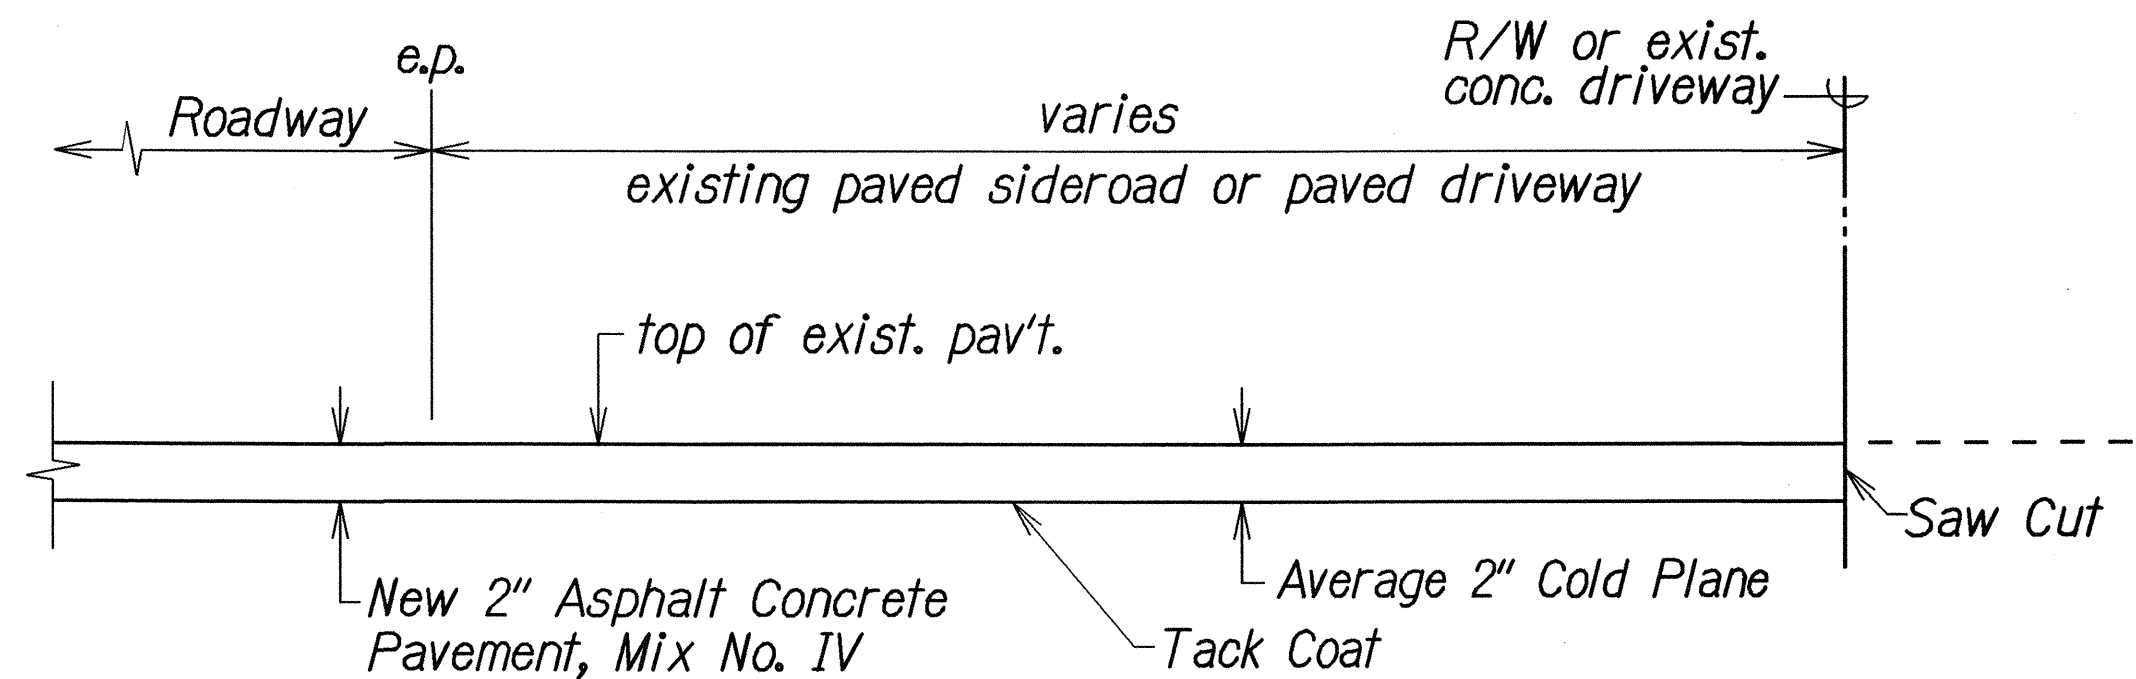 R/W or exist.
conc. driveway
e.p.
Roadway
varies
existing paved sideroad or paved driveway
top of exist. pav't.
Saw Cut
New 2" Asphalt Concrete
Pavement, Mix No. IV
Average 2" Cold Plane
Tack Coat